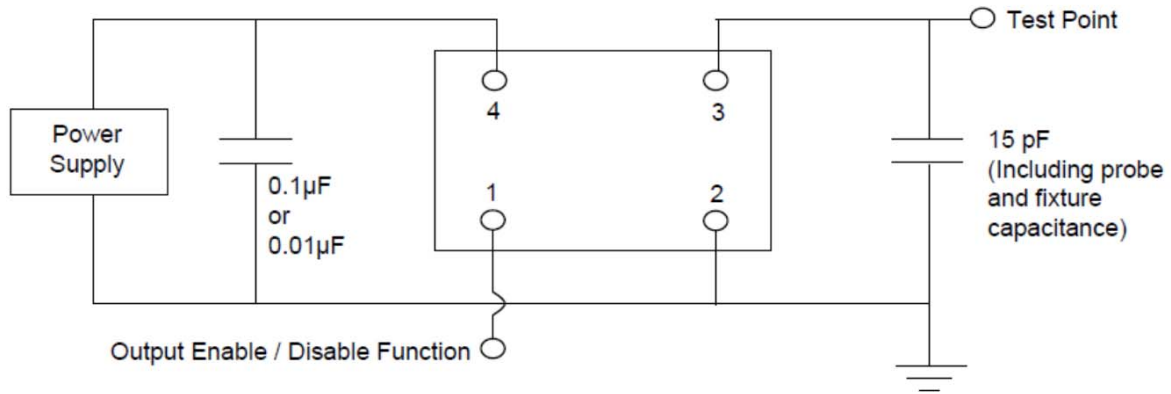 Test Point
4
3
Power
Supply
15 pF
(Including probe
and fixture
capacitance)
0.1µF
or
0.01µF
1
2
Output Enable / Disable Function